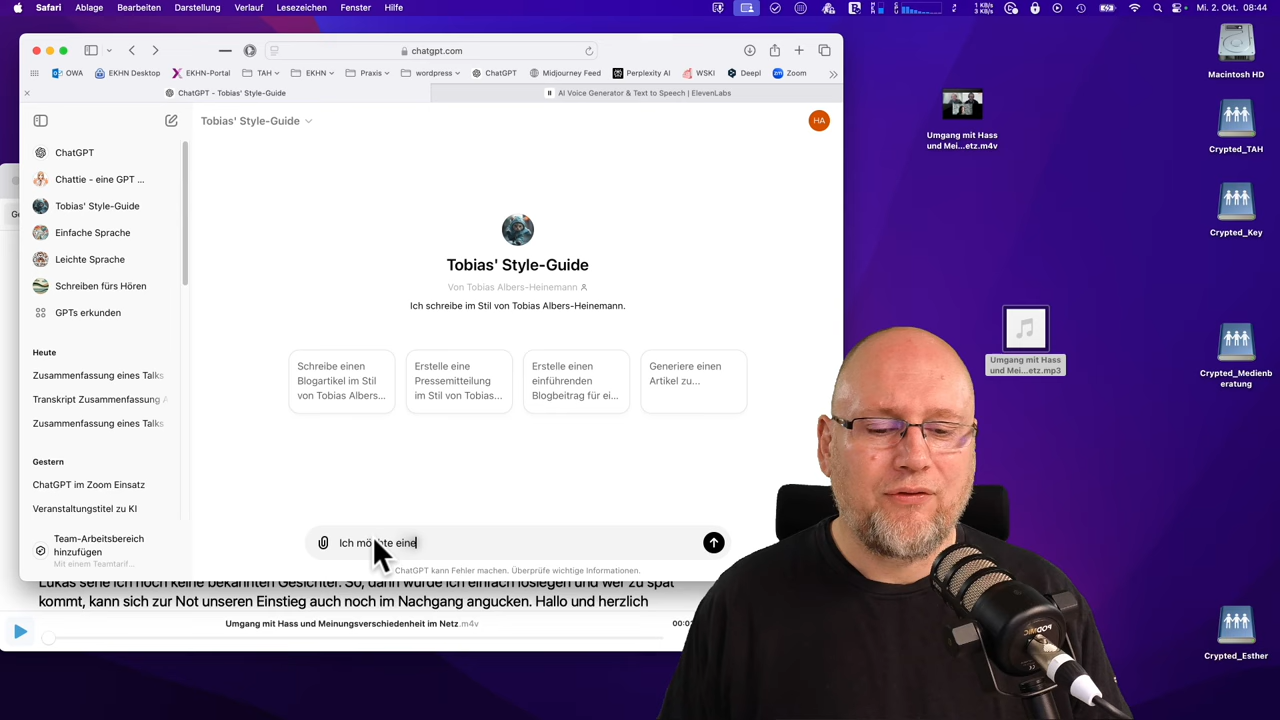 Safari Ablage Bearbeiten Darstellung Verlauf Lesezeichen Fenster Hilfe
Mi. 2. Okt. 08:44
chatgpt.com
OWA EKHN Desktop EKHN-Portal TAH EKHN Praxis wordpress ChatGPT Midjourney Feed Perplexity AI WSKI Deepl Zoom
ChatGPT - Tobias' Style-Guide
AI Voice Generator & Text to Speech | ElevenLabs
Tobias' Style-Guide
HA
ChatGPT
Chattie - eine GPT ...
Tobias' Style-Guide
Einfache Sprache
Leichte Sprache
Schreiben fürs Hören
GPTs erkunden
Heute
Zusammenfassung eines Talks
Transkript Zusammenfassung
Zusammenfassung eines Talks
Gestern
ChatGPT im Zoom Einsatz
Veranstaltungstitel zu KI
Team-Arbeitsbereich
hinzufügen
Mit einem Teamtarif...
Tobias' Style-Guide
Von Tobias Albers-Heinemann
Ich schreibe im Stil von Tobias Albers-Heinemann.
Schreibe einen
Blogartikel im Stil
von Tobias Albers...
Erstelle eine
Pressemitteilung
im Stil von Tobias...
Erstelle einen
einführenden
Blogbeitrag für ei...
Generiere einen
Artikel zu...
Ich möchte eine
ChatGPT kann Fehler machen. Überprüfe wichtige Informationen.
Lukas sehe ich noch keine bekannten Gesichter. So, dann würde ich einfach loslegen und wer zu spät
kommt, kann sich zur Not unseren Einstieg auch noch im Nachgang angucken. Hallo und herzlich
Umgang mit Hass und Meinungsverschiedenheit im Netz.m4v
Umgang mit Hass
und Mei...etz.m4v
Umgang mit Hass
und Mei...etz.mp3
Macintosh HD
Crypted_TAH
Crypted_Key
Crypted_Medienb
eratung
Crypted_Esther
PODMIC